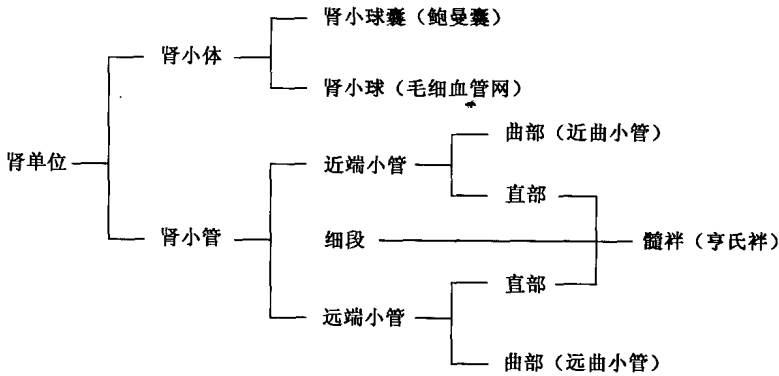 肾小球囊（鲍曼囊）
肾小体
肾小球（毛细血管网）
曲部（近曲小管）
肾单位
近端小管
直部
肾小管
细段
髓袢（亨氏袢）
直部
远端小管
曲部（远曲小管）